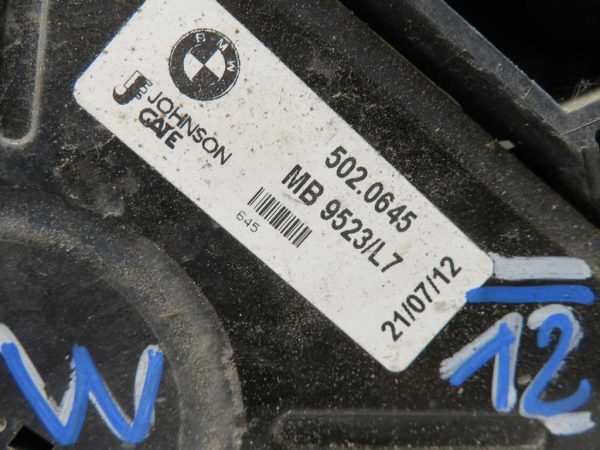 BMW
JOHNSON
GATE
502.0645
MB 9523/L7
645
21/07/12
W
12